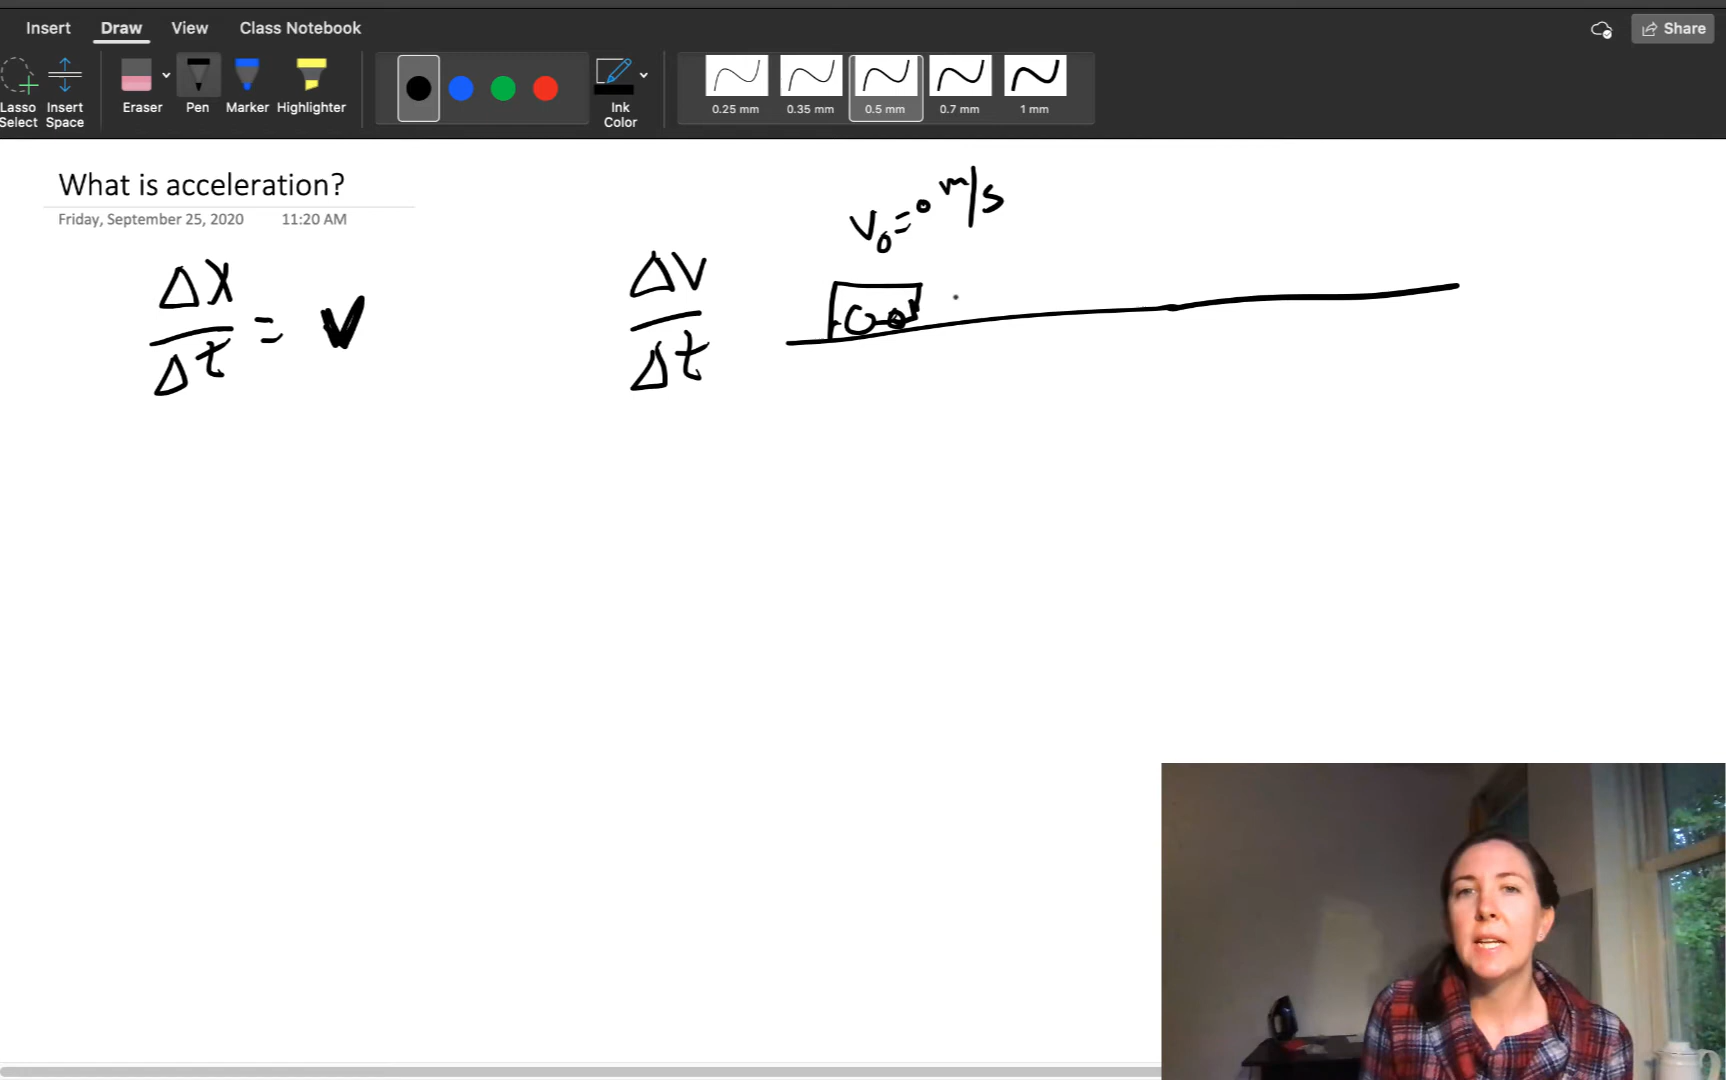 Insert Draw View Class Notebook Share
Lasso Select
Insert Space
Eraser
Pen
Marker
Highlighter
Ink Color
0.25 mm 0.35 mm 0.5 mm 0.7 mm 1 mm
What is acceleration?
Friday, September 25, 2020 11:20 AM
Δx/Δt = v
Δv/Δt
v₀ = 0 m/s